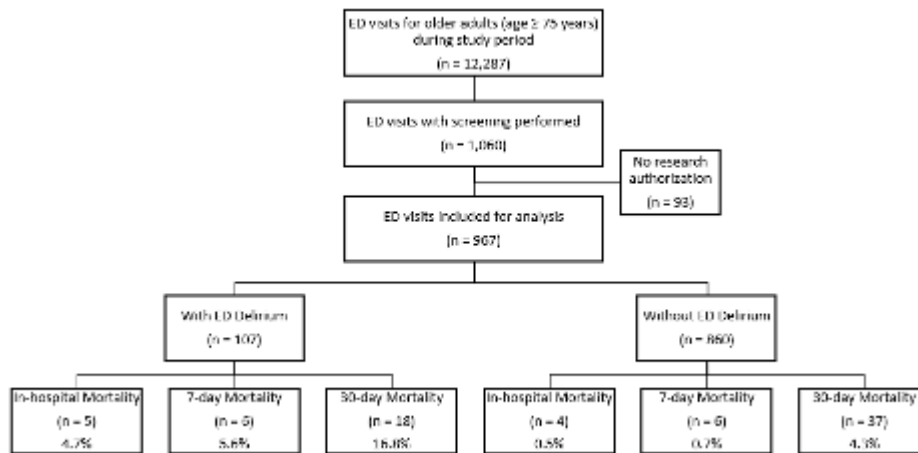 ED visits for older adults (age ≥ 75 years)
during study period
(n = 12,287)
ED visits with screening performed
(n = 1,060)
No research
authorization
(n = 93)
ED visits included for analysis
(n = 967)
With ED Delirium
(n = 107)
Without ED Delirium
(n = 860)
In-hospital Mortality
(n = 5)
4.7%
7-day Mortality
(n = 6)
5.6%
30-day Mortality
(n = 18)
16.8%
In-hospital Mortality
(n = 4)
0.5%
7-day Mortality
(n = 6)
0.7%
30-day Mortality
(n = 37)
4.3%